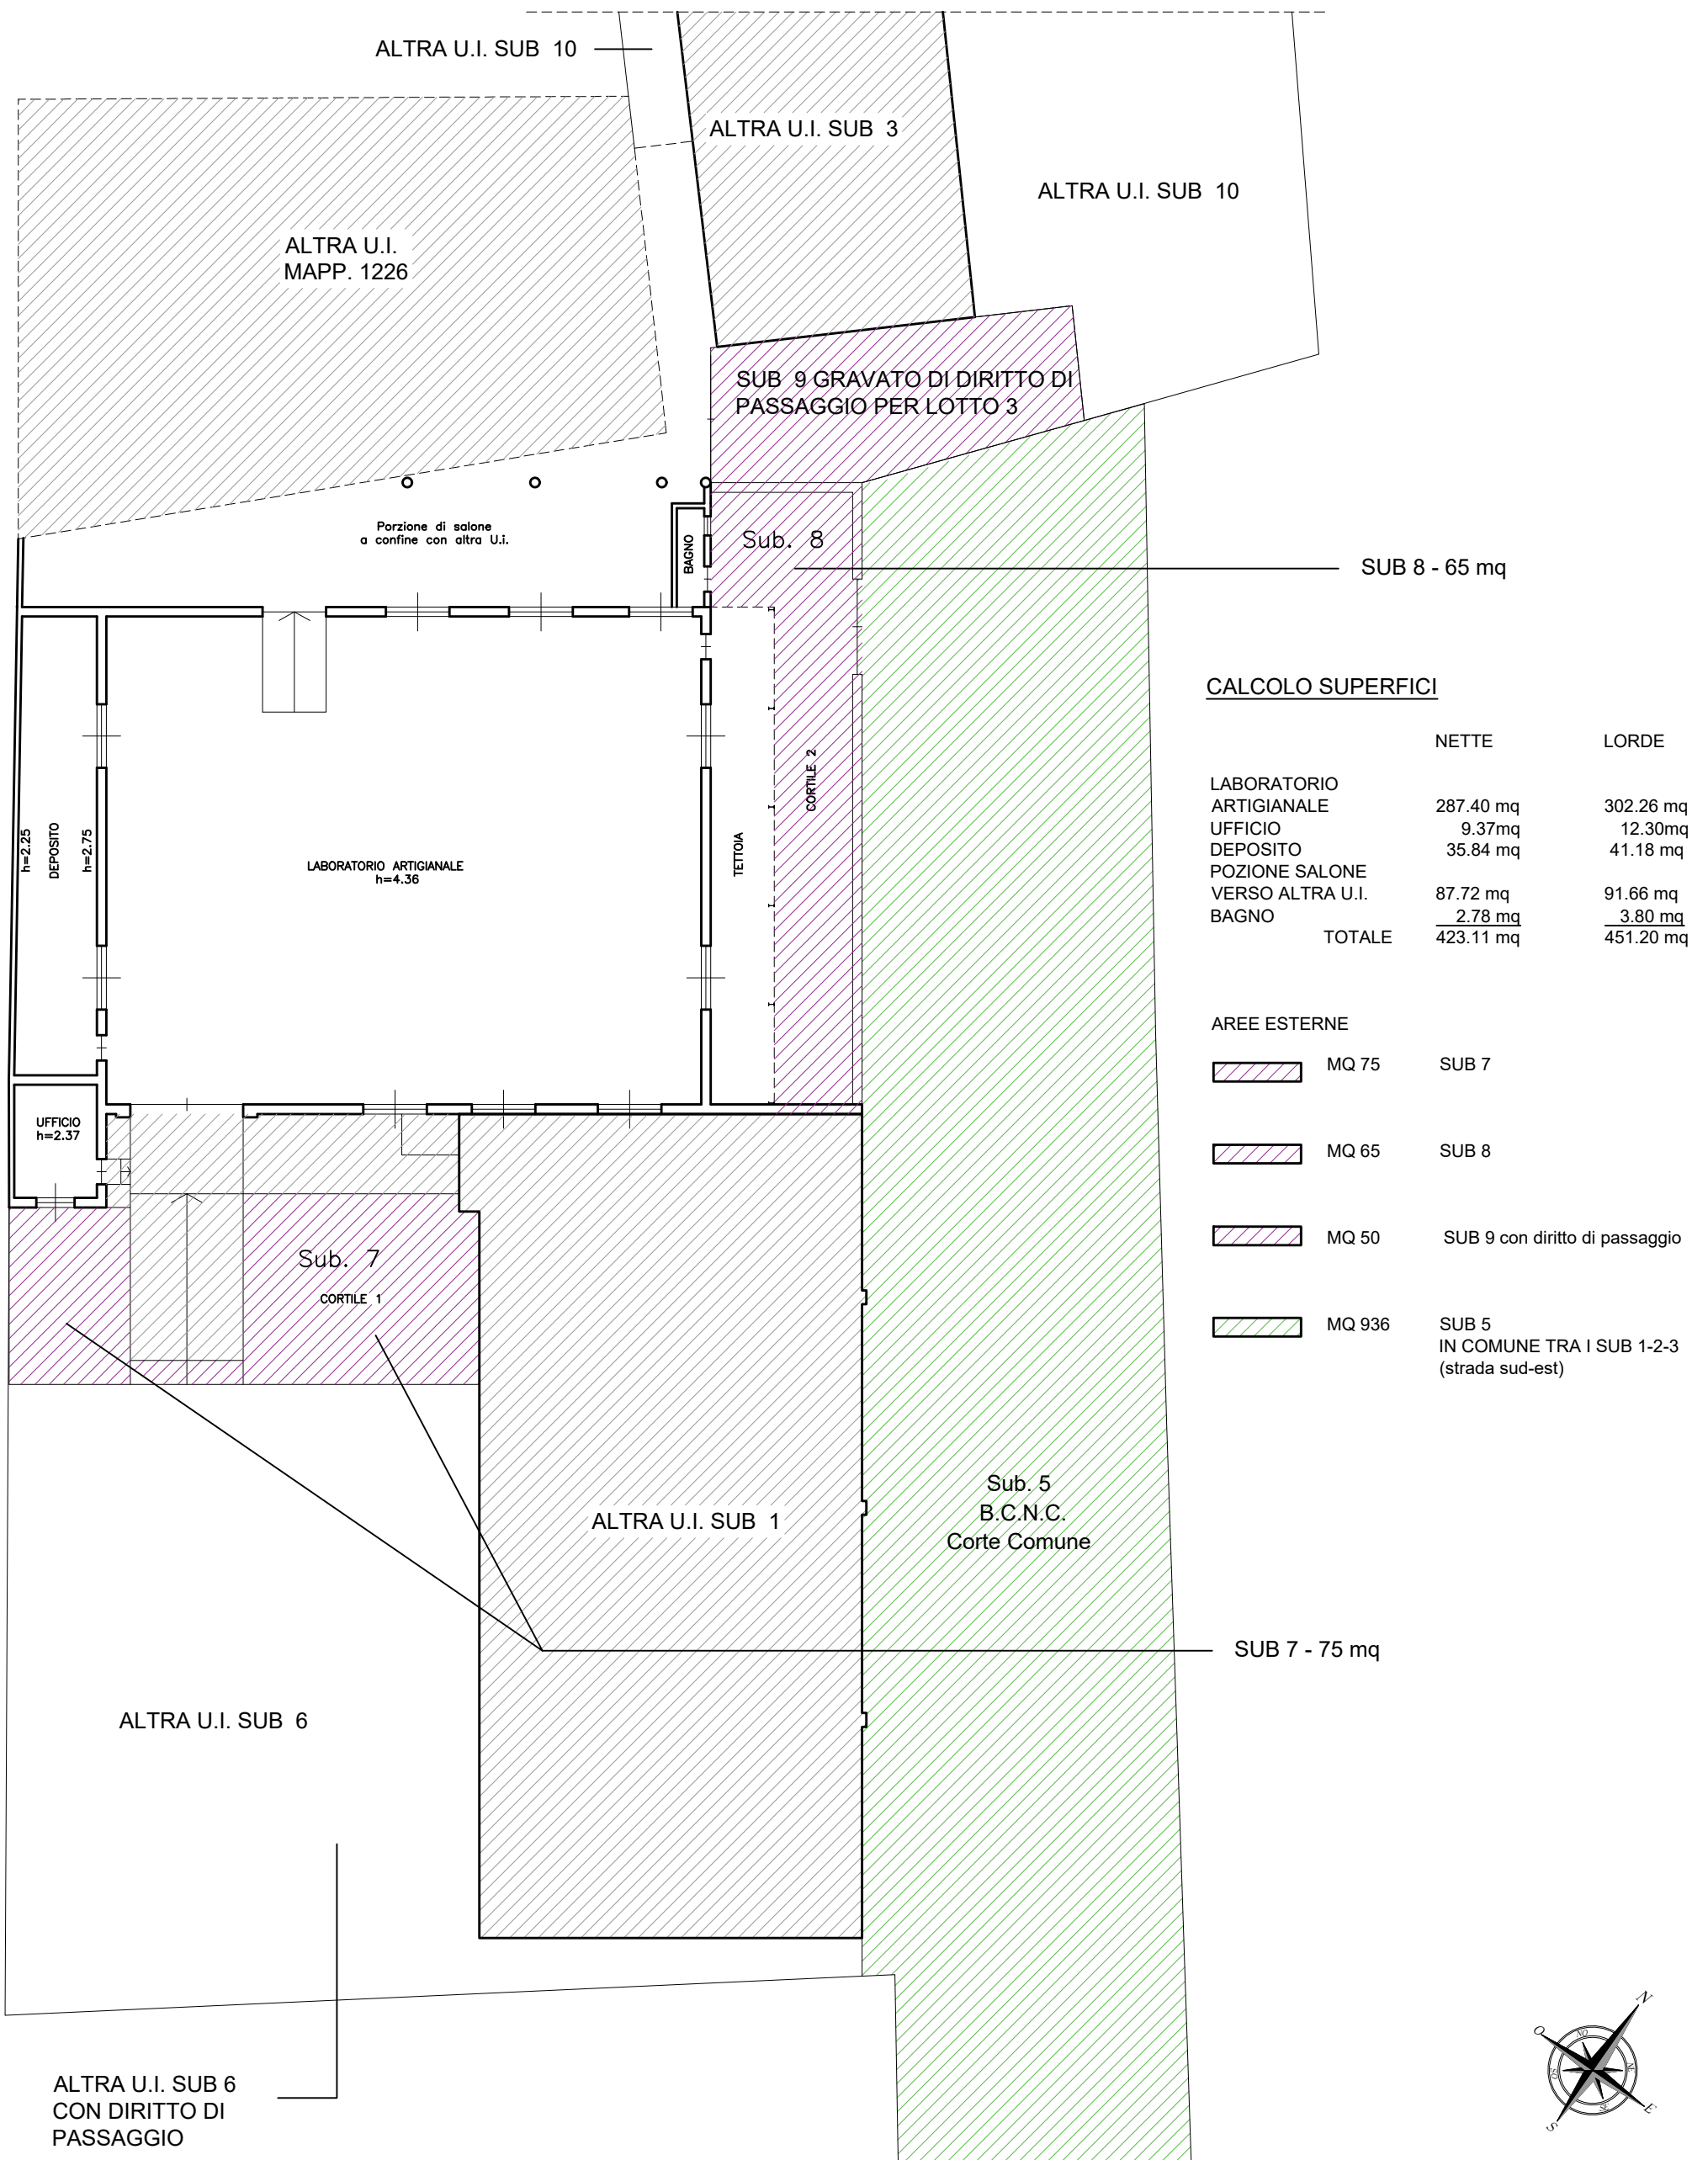 ALTRA U.I. SUB 10
ALTRA U.I. SUB 3
ALTRA U.I. SUB 10
ALTRA U.I.
MAPP. 1226
SUB 9 GRAVATO DI DIRITTO DI
PASSAGGIO PER LOTTO 3
Porzione di salone
a confine con altra U.i.
BAGNO
Sub. 8
SUB 8 - 65 mq
CALCOLO SUPERFICI
NETTE LORDE
LABORATORIO
ARTIGIANALE 287.40 mq 302.26 mq
UFFICIO 9.37mq 12.30mq
DEPOSITO 35.84 mq 41.18 mq
POZIONE SALONE
VERSO ALTRA U.I. 87.72 mq 91.66 mq
BAGNO 2.78 mq 3.80 mq
TOTALE 423.11 mq 451.20 mq
h=2.25
DEPOSITO
h=2.75
LABORATORIO ARTIGIANALE
h=4.36
TETTOIA
CORTILE 2
AREE ESTERNE
MQ 75 SUB 7
MQ 65 SUB 8
MQ 50 SUB 9 con diritto di passaggio
MQ 936 SUB 5
IN COMUNE TRA I SUB 1-2-3
(strada sud-est)
UFFICIO
h=2.37
Sub. 7
CORTILE 1
ALTRA U.I. SUB 1
Sub. 5
B.C.N.C.
Corte Comune
SUB 7 - 75 mq
ALTRA U.I. SUB 6
ALTRA U.I. SUB 6
CON DIRITTO DI
PASSAGGIO
N
O
NO
NE
SO
SE
E
S